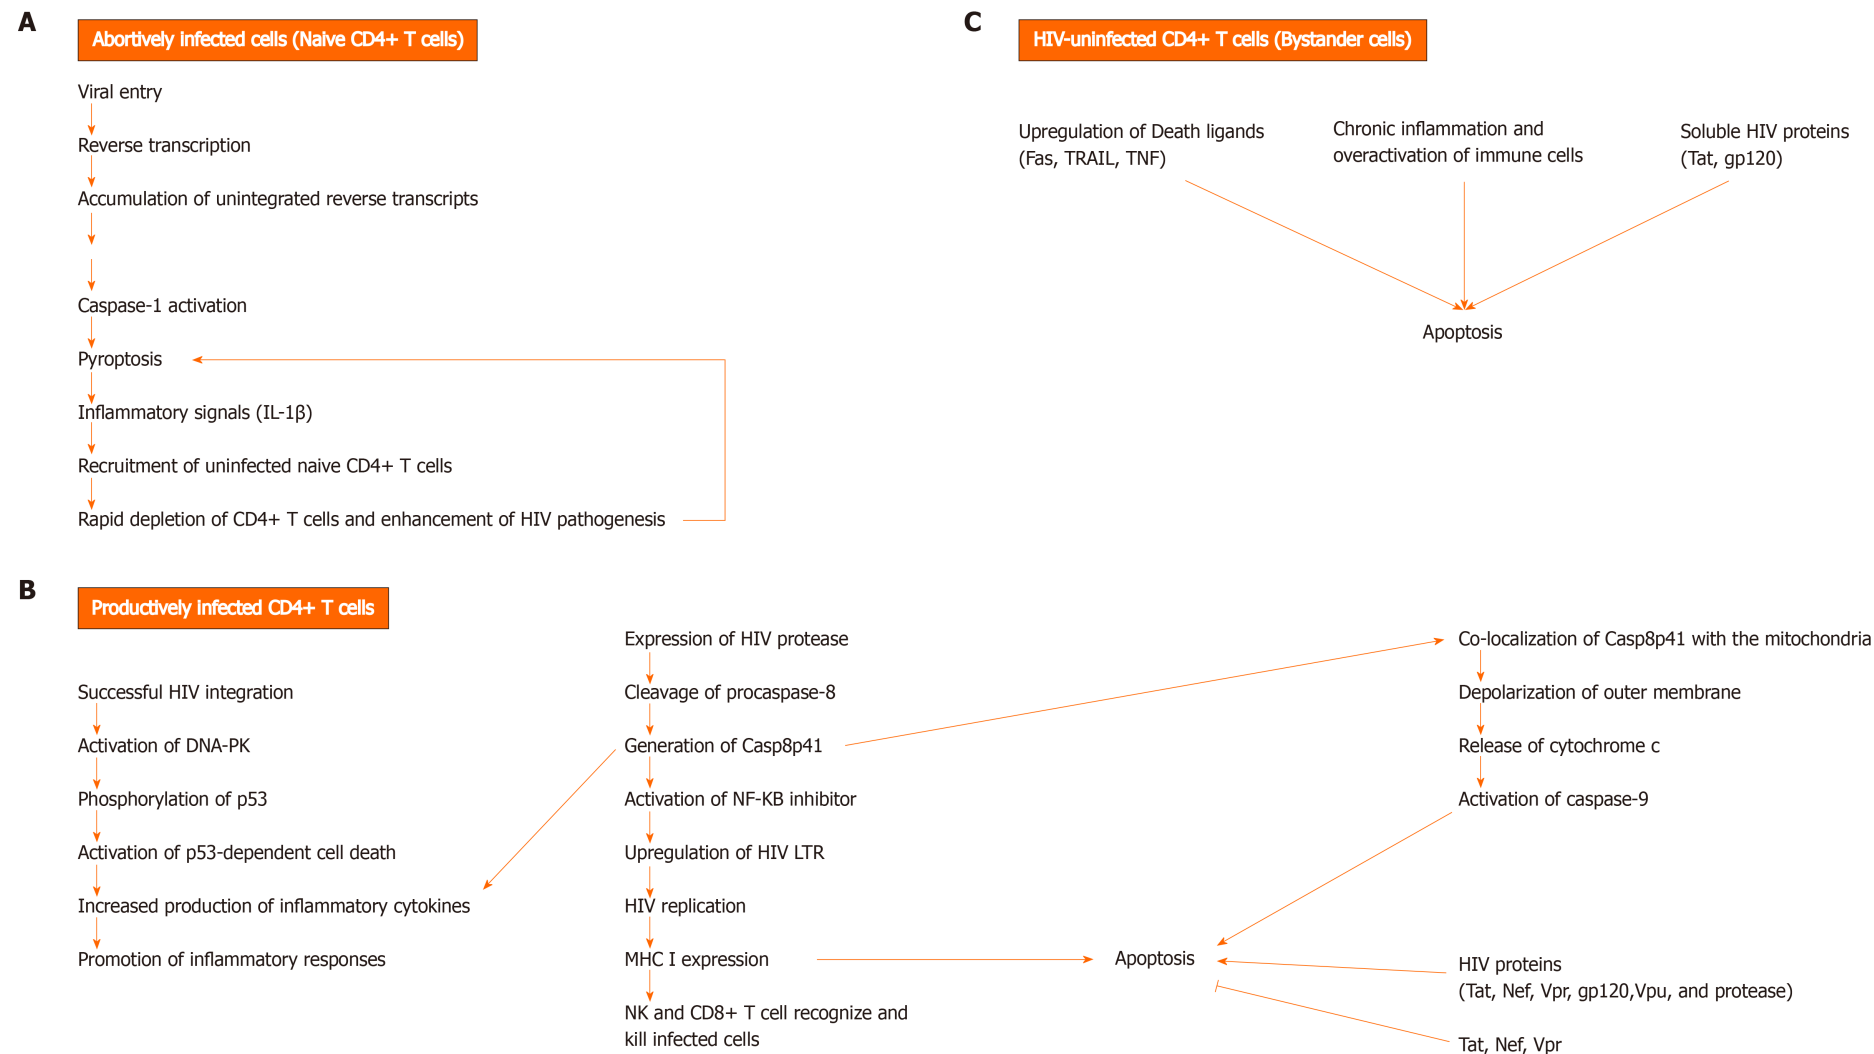 A
Abortively infected cells (Naive CD4+ T cells)
Viral entry
Reverse transcription
Accumulation of unintegrated reverse transcripts
Caspase-1 activation
Pyroptosis
Inflammatory signals (IL-1β)
Recruitment of uninfected naive CD4+ T cells
Rapid depletion of CD4+ T cells and enhancement of HIV pathogenesis
C
HIV-uninfected CD4+ T cells (Bystander cells)
Upregulation of Death ligands
(Fas, TRAIL, TNF)
Chronic inflammation and
overactivation of immune cells
Soluble HIV proteins
(Tat, gp120)
Apoptosis
B
Productively infected CD4+ T cells
Successful HIV integration
Activation of DNA-PK
Phosphorylation of p53
Activation of p53-dependent cell death
Increased production of inflammatory cytokines
Promotion of inflammatory responses
Expression of HIV protease
Cleavage of procaspase-8
Generation of Casp8p41
Activation of NF-KB inhibitor
Upregulation of HIV LTR
HIV replication
MHC I expression
NK and CD8+ T cell recognize and
kill infected cells
Apoptosis
Co-localization of Casp8p41 with the mitochondria
Depolarization of outer membrane
Release of cytochrome c
Activation of caspase-9
HIV proteins
(Tat, Nef, Vpr, gp120,Vpu, and protease)
Tat, Nef, Vpr